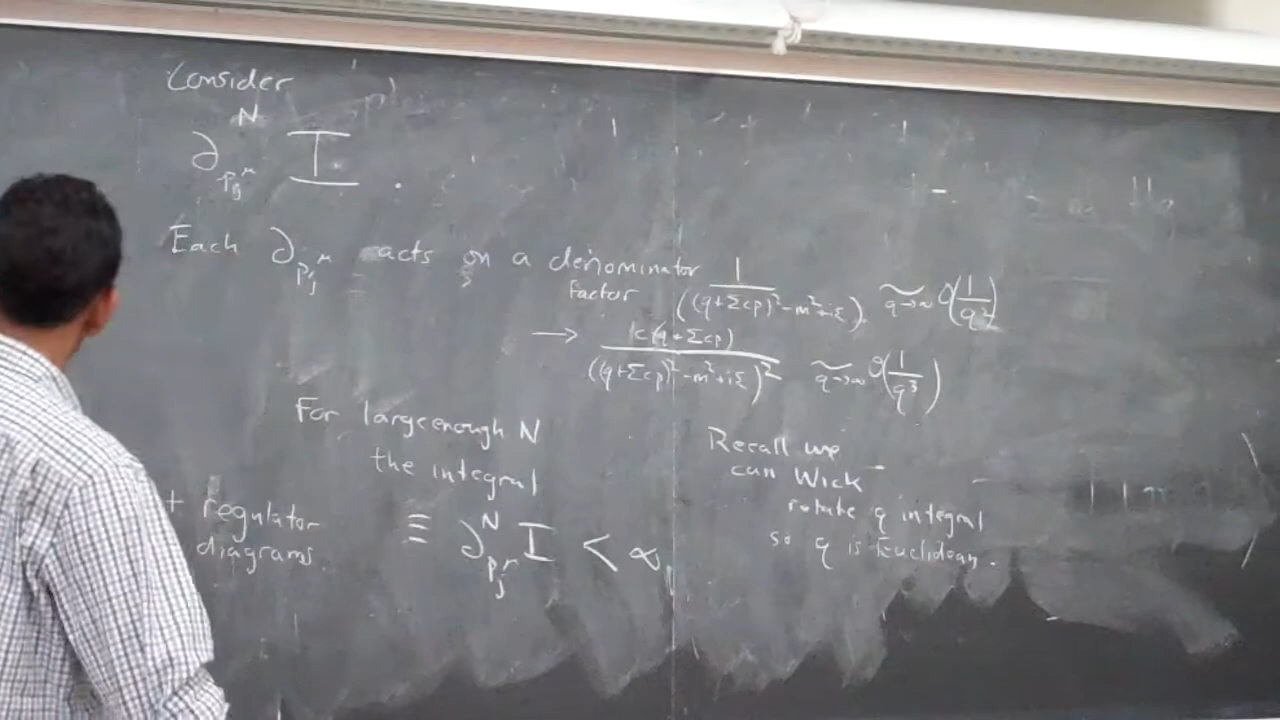 Consider
∂^N_{p_j^μ} I .
Each ∂_{p_j^μ} acts on a denominator factor 1/((q+Σcp)²-m²+iε) ~_{q→∞} O(1/q²)
→ k(q+Σcp)/((q+Σcp)²-m²+iε)² ~_{q→∞} O(1/q³)
For large enough N
the integral
≡ ∂^N_{p_j^μ} I < ∞
+ regulator
diagrams
Recall we
can Wick
rotate q integral
so q is Euclidean.